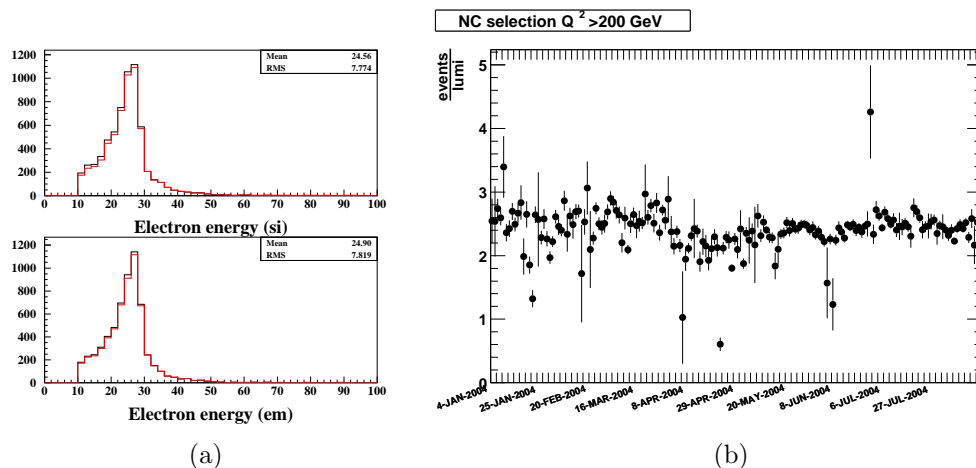 NC selection Q 2 >200 GeV
Mean 24.56
RMS 7.774
1200
1000
800
600
400
200
0
0 10 20 30 40 50 60 70 80 90 100
Electron energy (si)
Mean 24.90
RMS 7.819
1200
1000
800
600
400
200
0
0 10 20 30 40 50 60 70 80 90 100
Electron energy (em)
(a)
events
lumi
5
4
3
2
1
0
4-JAN-2004
25-JAN-2004
20-FEB-2004
16-MAR-2004
8-APR-2004
29-APR-2004
20-MAY-2004
8-JUN-2004
6-JUL-2004
27-JUL-2004
(b)